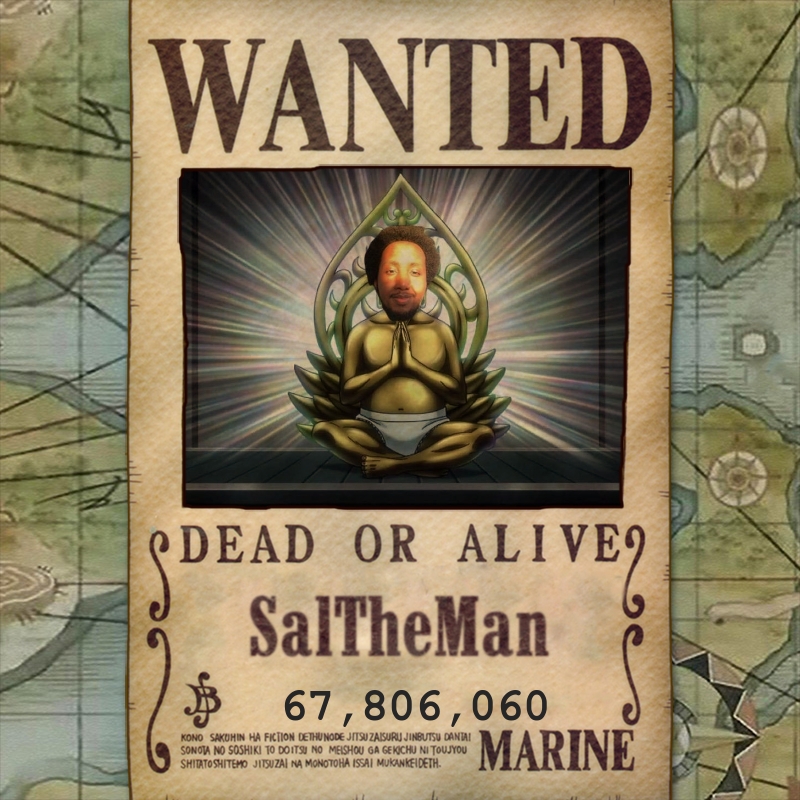 WANTED
DEAD OR ALIVE
SalTheMan
67,806,060
KONO SAKUHIN HA FICTION DETHUNODE JITSUZAISURU JINBUTSU DANTAI
SONOTA NO SOSHIKI TO DOITSU NO MEISHOU GA GEKICHU NI TOUJYOU
SHITATOSHITEMO JITSUZAI NA MONOTOHA ISSAI MUKANKEIDETH.
MARINE